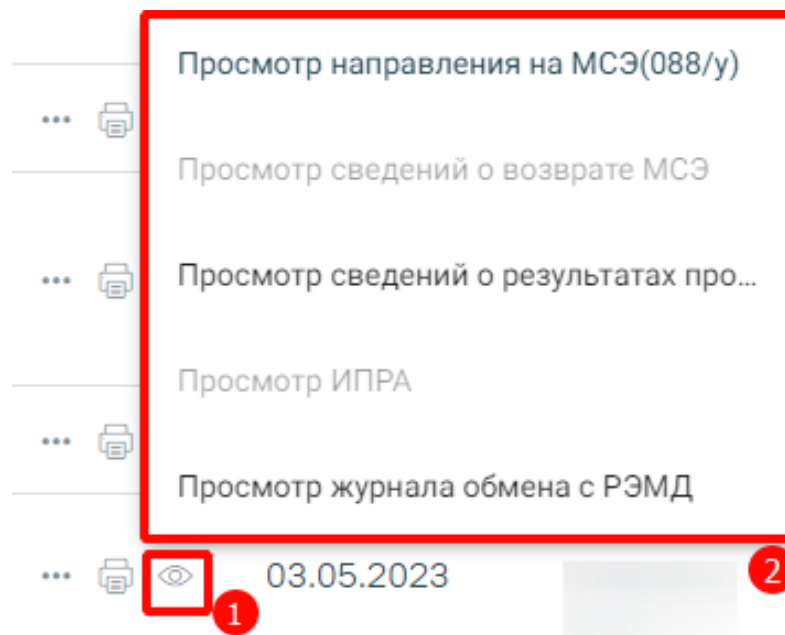 Просмотр направления на МСЭ(088/у)
Просмотр сведений о возврате МСЭ
Просмотр сведений о результатах про...
Просмотр ИПРА
Просмотр журнала обмена с РЭМД
03.05.2023
1
2